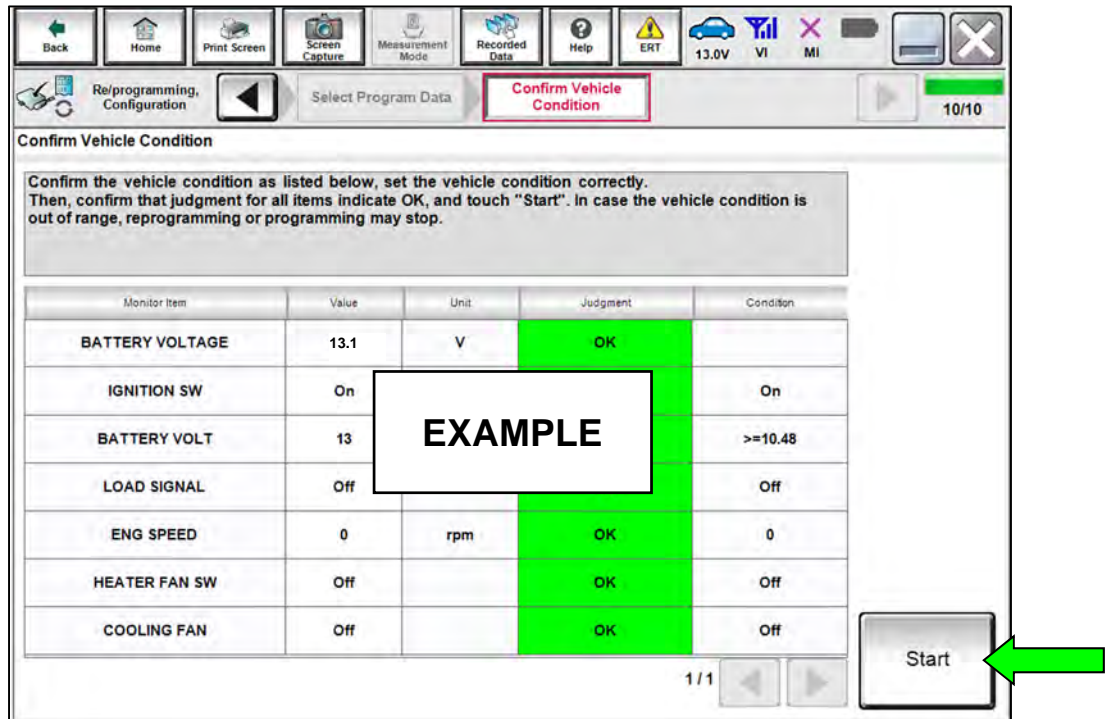 Back
Home
Print Screen
Screen
Capture
Measurement
Mode
Recorded
Data
Help
ERT
13.0V
VI
MI
Re/programming,
Configuration
Select Program Data
Confirm Vehicle
Condition
10/10
Confirm Vehicle Condition
Confirm the vehicle condition as listed below, set the vehicle condition correctly.
Then, confirm that judgment for all items indicate OK, and touch "Start". In case the vehicle condition is
out of range, reprogramming or programming may stop.
Monitor Item Value Unit Judgment Condition
BATTERY VOLTAGE 13.1 V OK
IGNITION SW On On
BATTERY VOLT 13 >=10.48
EXAMPLE
LOAD SIGNAL Off Off
ENG SPEED 0 rpm OK 0
HEATER FAN SW Off OK Off
COOLING FAN Off OK Off
Start
1/1